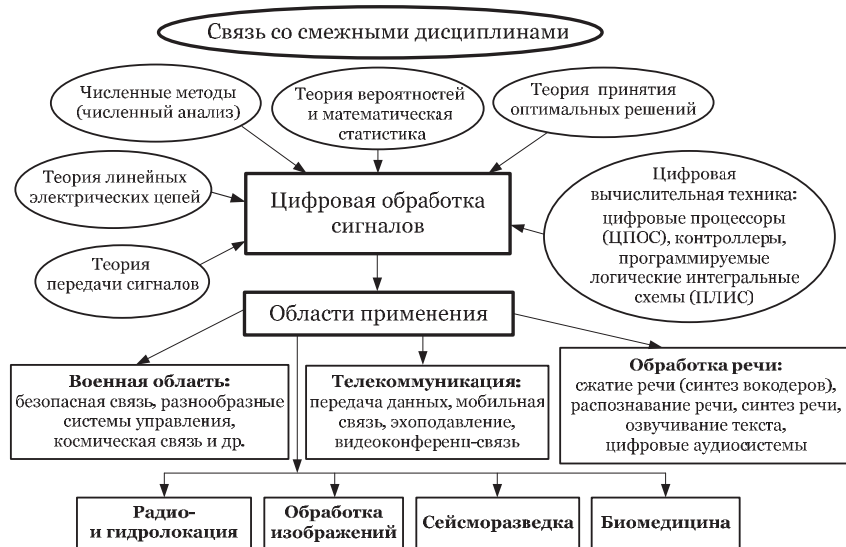 Связь со смежными дисциплинами
Численные методы
(численный анализ)
Теория вероятностей
и математическая
статистика
Теория принятия
оптимальных решений
Теория линейных
электрических цепей
Цифровая обработка
сигналов
Цифровая
вычислительная техника:
цифровые процессоры
(ЦПОС), контроллеры,
программируемые
логические интегральные
схемы (ПЛИС)
Теория
передачи сигналов
Области применения
Военная область:
безопасная связь, разнообразные
системы управления,
космическая связь и др.
Телекоммуникация:
передача данных, мобильная
связь, эхоподавление,
видеоконференц-связь
Обработка речи:
сжатие речи (синтез вокодеров),
распознавание речи, синтез речи,
озвучивание текста,
цифровые аудиосистемы
Радио-
и гидролокация
Обработка
изображений
Сейсморазведка
Биомедицина